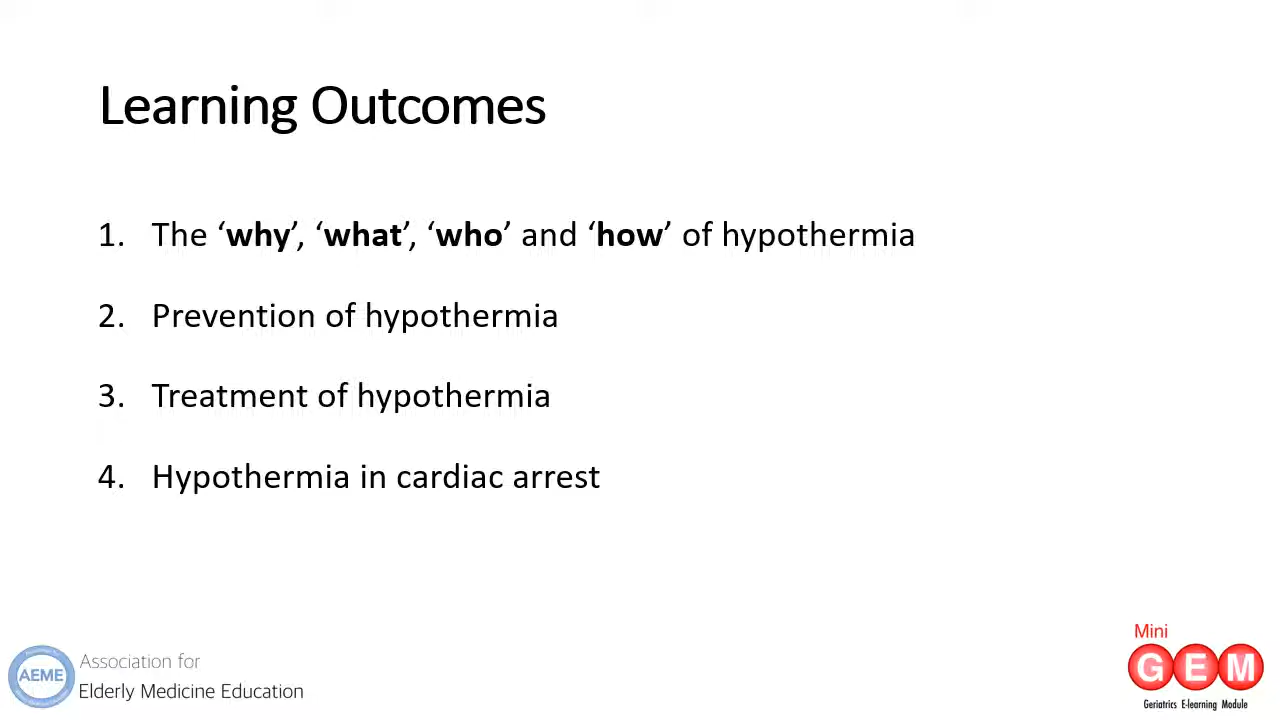 Learning Outcomes
1. The ‘why’, ‘what’, ‘who’ and ‘how’ of hypothermia
2. Prevention of hypothermia
3. Treatment of hypothermia
4. Hypothermia in cardiac arrest
AEME
Association for
Elderly Medicine Education
Mini
GEM
Geriatrics E-learning Module